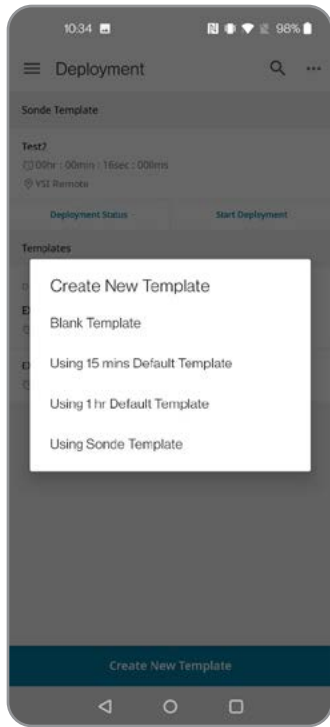 10:34 98%
Deployment
Sonde Template
Test7
00hr : 00min : 16sec : 000ms
YSI Remote
Deployment Status Start Deployment
Templates
Create New Template
Blank Template
Using 15 mins Default Template
Using 1 hr Default Template
Using Sonde Template
Create New Template